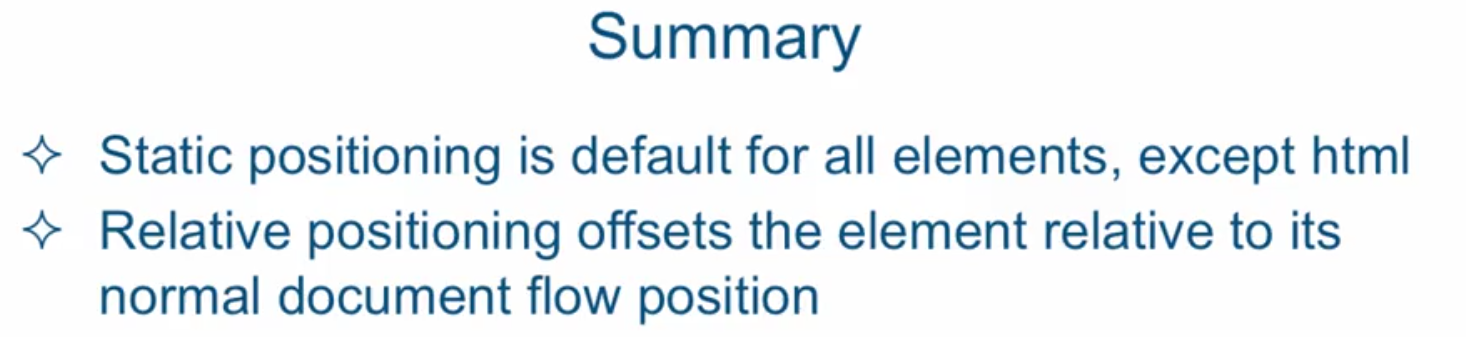 Summary
✧ Static positioning is default for all elements, except html
✧ Relative positioning offsets the element relative to its
normal document flow position